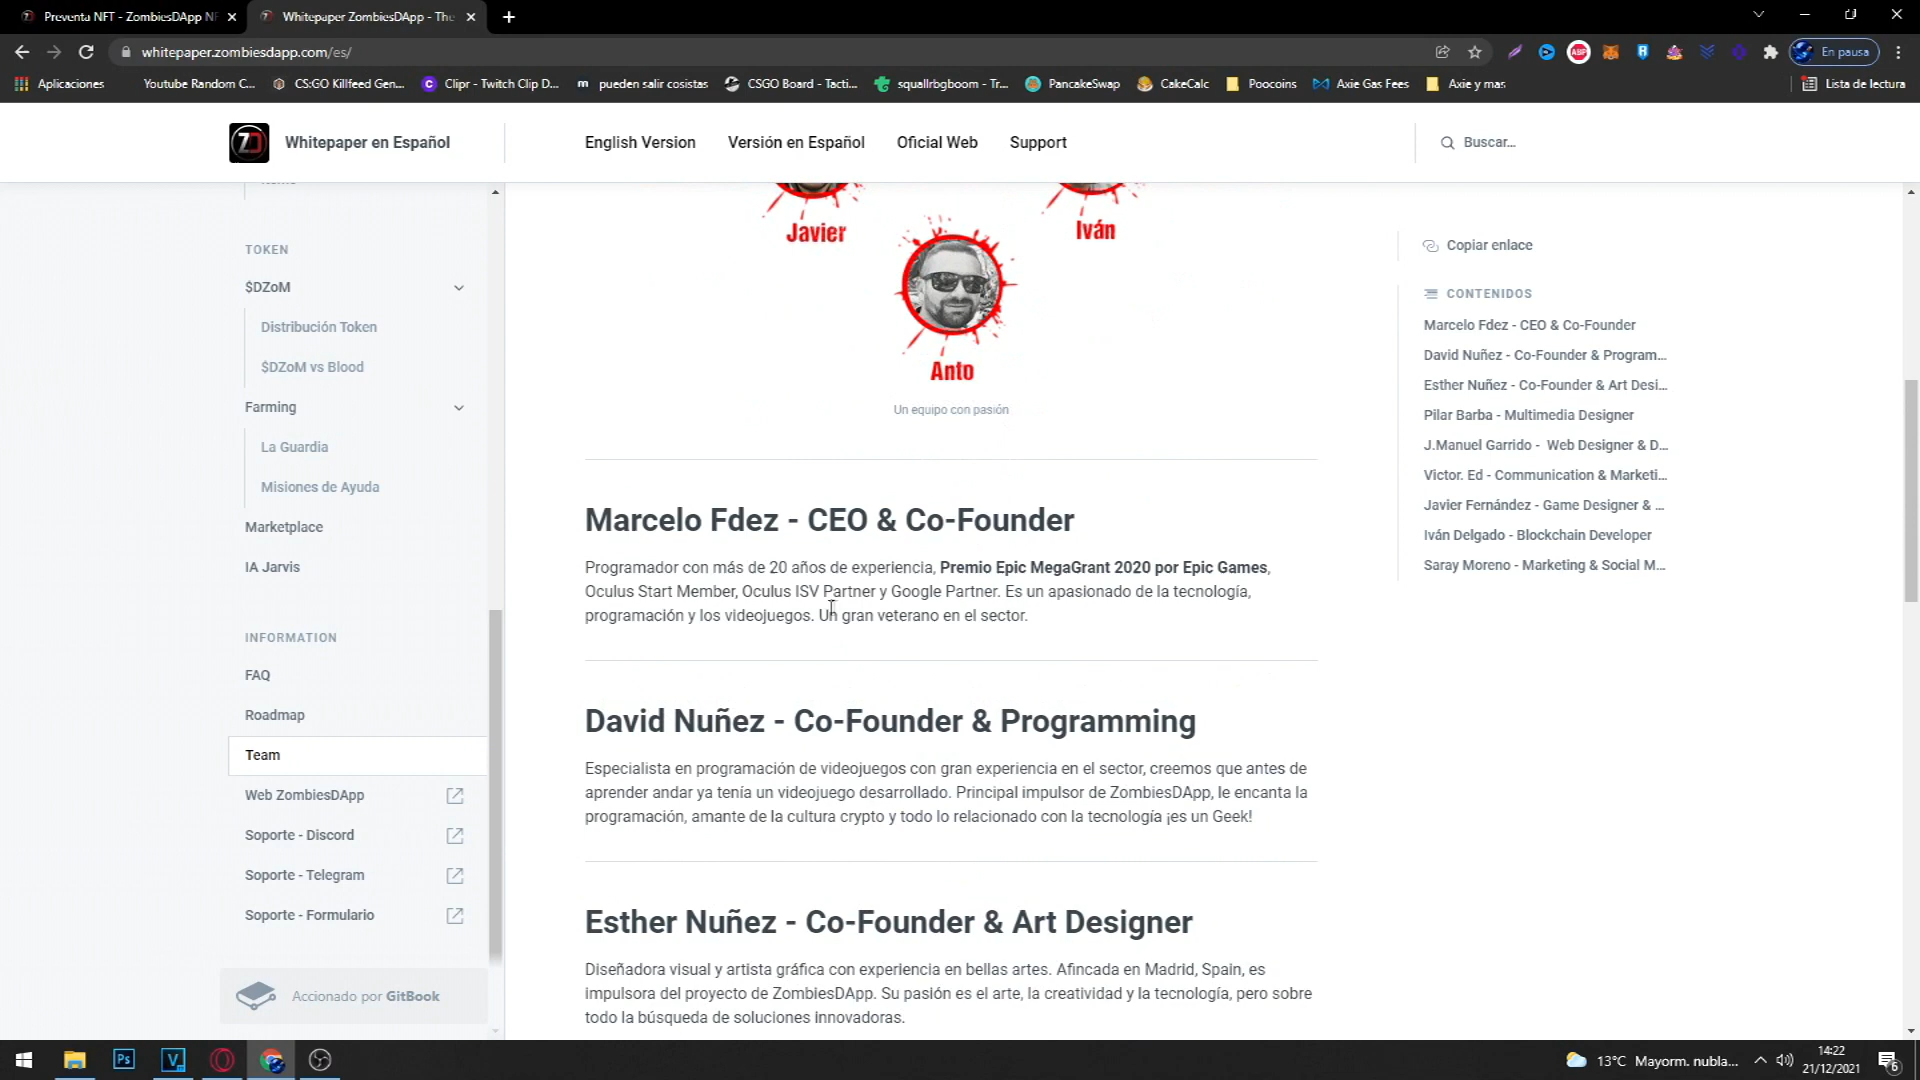 Preventa NFT - ZombiesDApp NF
Whitepaper ZombiesDApp - The
whitepaper.zombiesdapp.com/es/
ABP
En pausa
Aplicaciones
Youtube Random C...
CS:GO Killfeed Gen...
Clipr - Twitch Clip D...
pueden salir cosistas
CSGO Board - Tacti...
squallrbgboom - Tr...
PancakeSwap
CakeCalc
Poocoins
Axie Gas Fees
Axie y mas
Lista de lectura
Whitepaper en Español
English Version
Versión en Español
Oficial Web
Support
Buscar...
TOKEN
$DZoM
Distribución Token
$DZoM vs Blood
Farming
La Guardia
Misiones de Ayuda
Marketplace
IA Jarvis
INFORMATION
FAQ
Roadmap
Team
Web ZombiesDApp
Soporte - Discord
Soporte - Telegram
Soporte - Formulario
Accionado por GitBook
Javier
Iván
Anto
Un equipo con pasión
Marcelo Fdez - CEO & Co-Founder
Programador con más de 20 años de experiencia, Premio Epic MegaGrant 2020 por Epic Games,
Oculus Start Member, Oculus ISV Partner y Google Partner. Es un apasionado de la tecnología,
programación y los videojuegos. Un gran veterano en el sector.
David Nuñez - Co-Founder & Programming
Especialista en programación de videojuegos con gran experiencia en el sector, creemos que antes de
aprender andar ya tenía un videojuego desarrollado. Principal impulsor de ZombiesDApp, le encanta la
programación, amante de la cultura crypto y todo lo relacionado con la tecnología ¡es un Geek!
Esther Nuñez - Co-Founder & Art Designer
Diseñadora visual y artista gráfica con experiencia en bellas artes. Afincada en Madrid, Spain, es
impulsora del proyecto de ZombiesDApp. Su pasión es el arte, la creatividad y la tecnología, pero sobre
todo la búsqueda de soluciones innovadoras.
Copiar enlace
CONTENIDOS
Marcelo Fdez - CEO & Co-Founder
David Nuñez - Co-Founder & Program...
Esther Nuñez - Co-Founder & Art Desi...
Pilar Barba - Multimedia Designer
J.Manuel Garrido - Web Designer & D...
Victor. Ed - Communication & Marketi...
Javier Fernández - Game Designer & ...
Iván Delgado - Blockchain Developer
Saray Moreno - Marketing & Social M...
Ps
13°C Mayorm. nubla...
14:22
21/12/2021
6